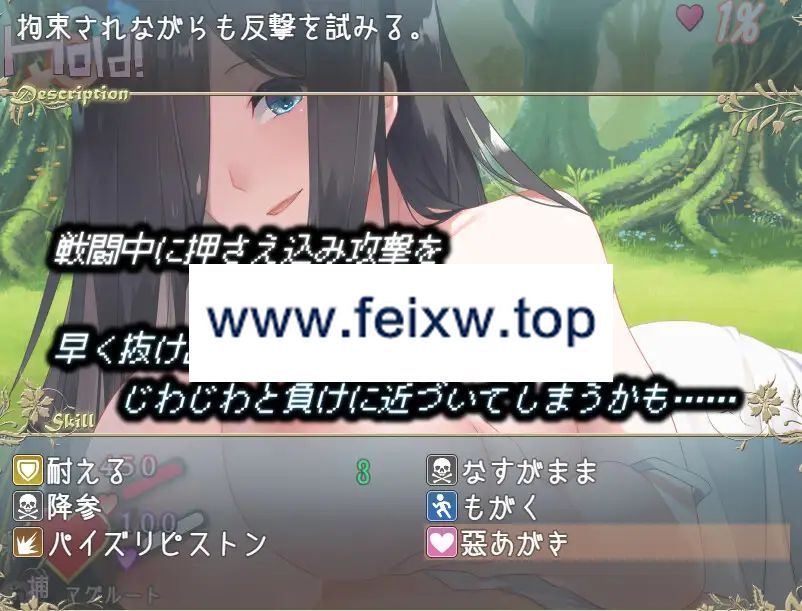 拘束されながらも反撃を試みる。
1%
Hold!
Description
戦闘中に押さえ込み攻撃を
www.feixw.top
早く抜け
じわじわと負けに近づいてしまうかも……
Skill
耐える 8 なすがまま
降参 もがく
パイズリピストン 惡あがき
450
100
捕 アグルート